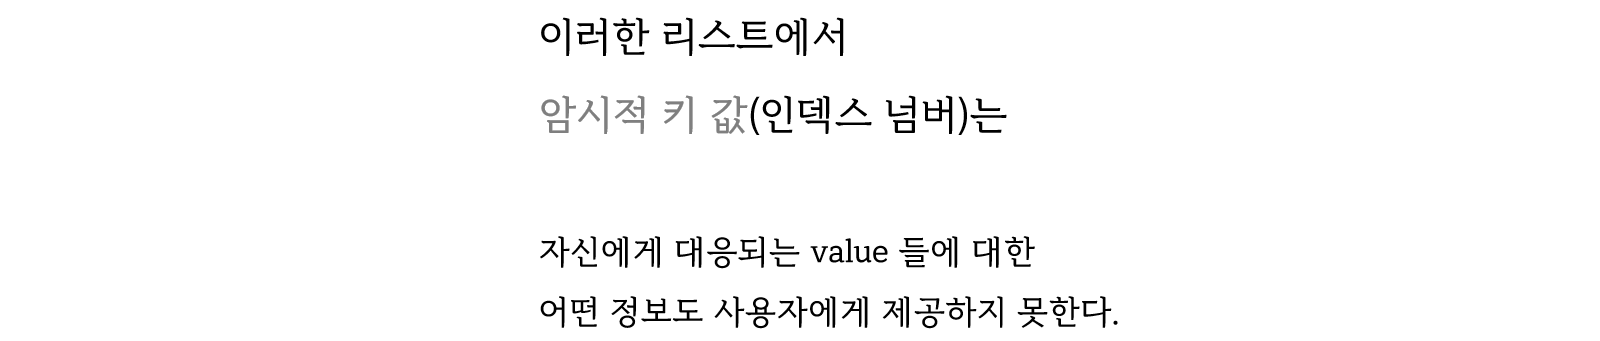 이러한 리스트에서
암시적 키 값(인덱스 넘버)는
자신에게 대응되는 value 들에 대한
어떤 정보도 사용자에게 제공하지 못한다.